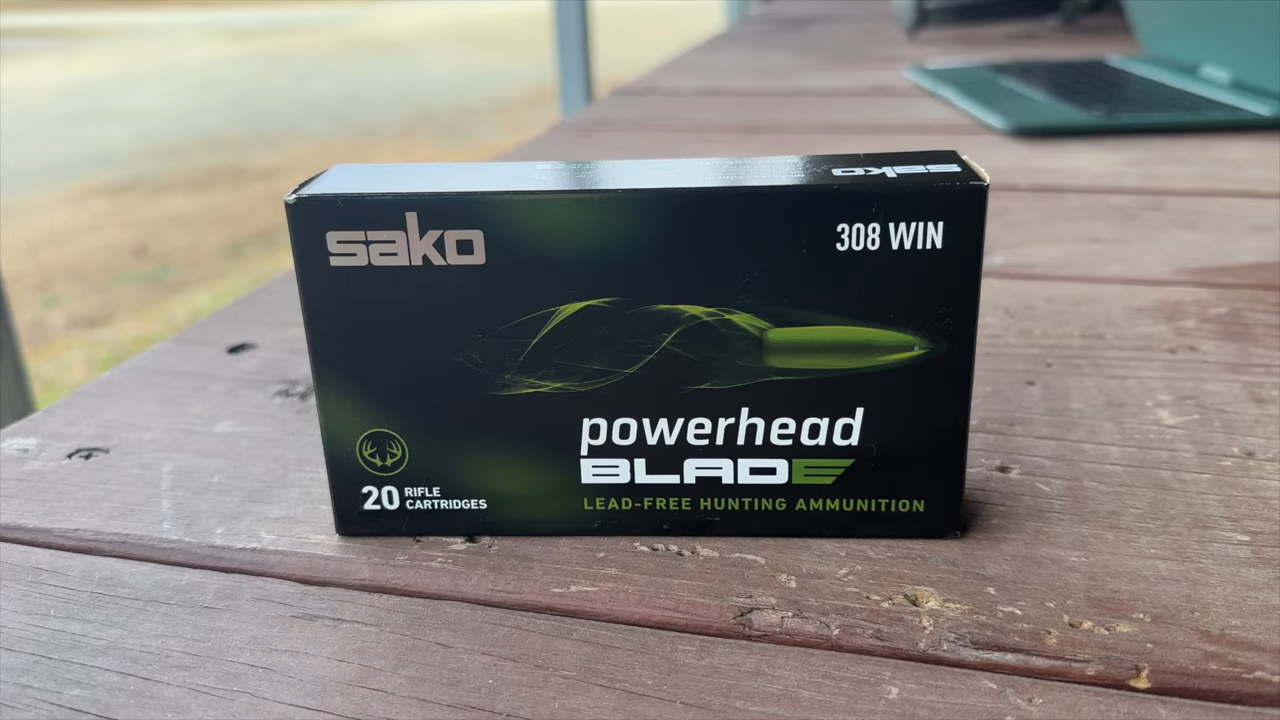 sako
sako
308 WIN
powerhead
BLADE
LEAD-FREE HUNTING AMMUNITION
20 RIFLE
CARTRIDGES